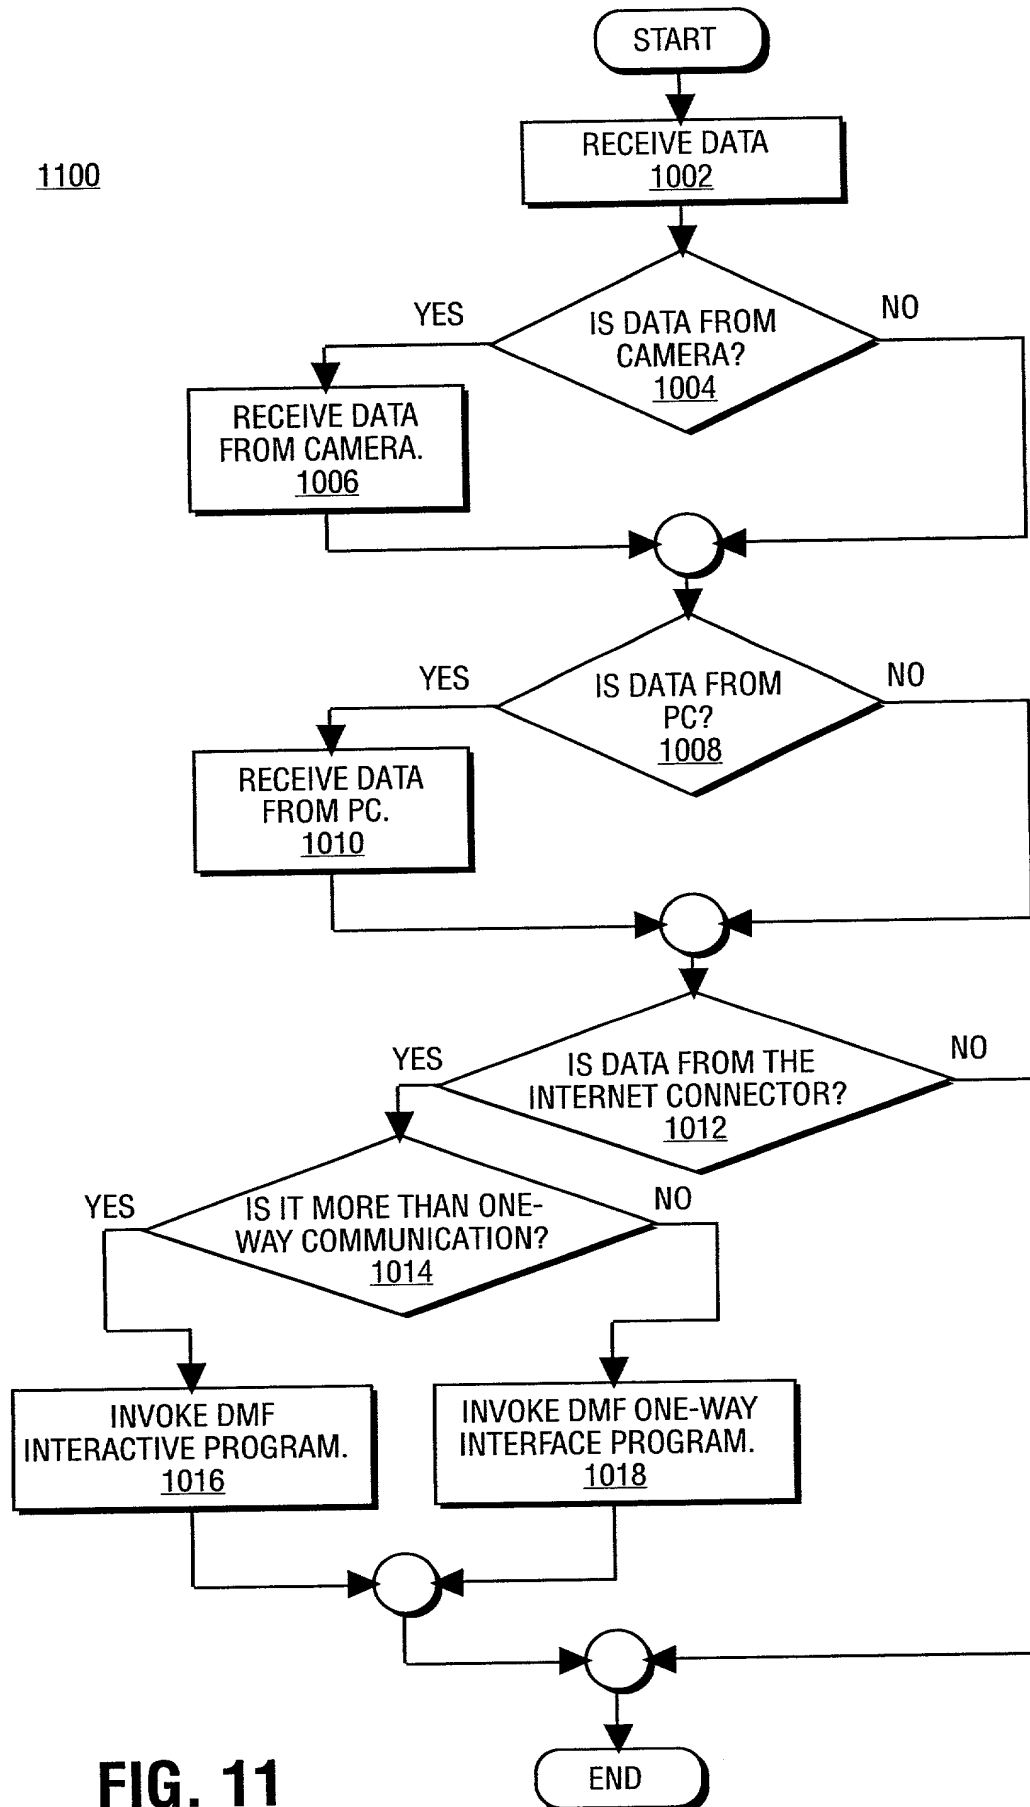 START
RECEIVE DATA
1002
1100
YES
NO
IS DATA FROM
CAMERA?
1004
RECEIVE DATA
FROM CAMERA.
1006
YES
NO
IS DATA FROM
PC?
1008
RECEIVE DATA
FROM PC.
1010
YES
NO
IS DATA FROM THE
INTERNET CONNECTOR?
1012
YES
NO
IS IT MORE THAN ONE-
WAY COMMUNICATION?
1014
INVOKE DMF
INTERACTIVE PROGRAM.
1016
INVOKE DMF ONE-WAY
INTERFACE PROGRAM.
1018
END
FIG. 11